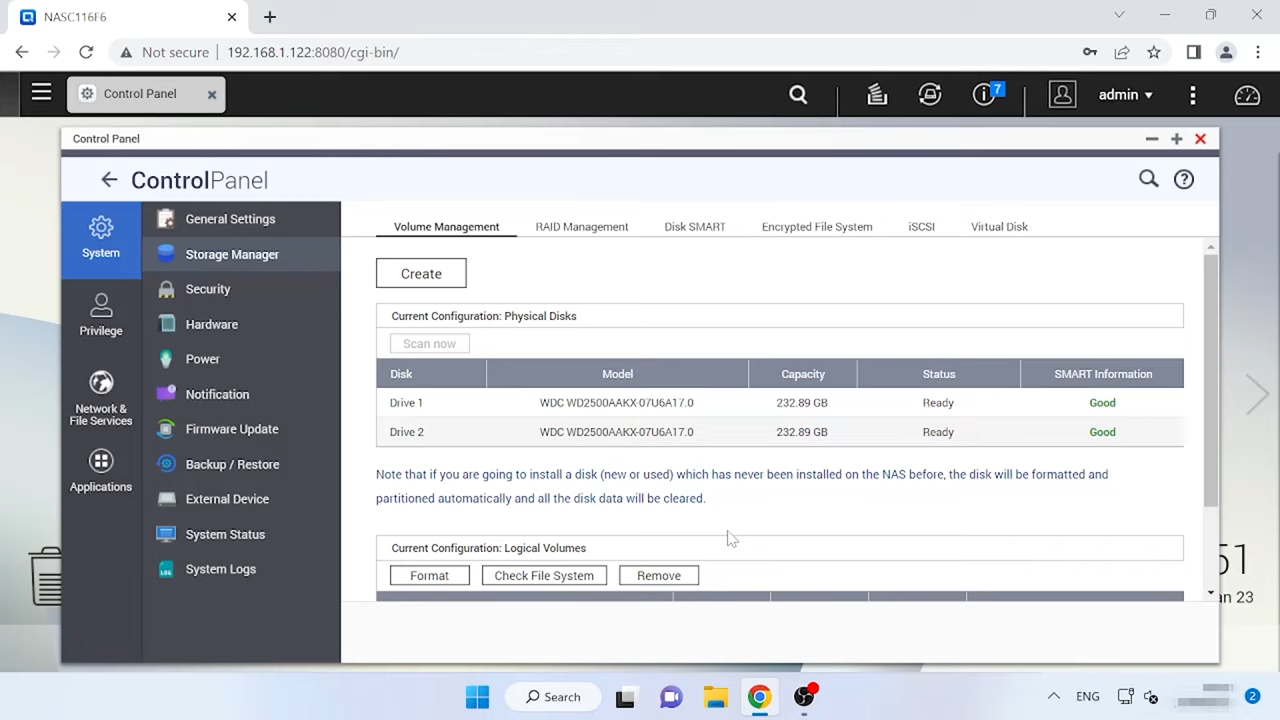 NASC116F6
Not secure 192.168.1.122:8080/cgi-bin/
Control Panel
7
admin
Control Panel
ControlPanel
System
Privilege
Network &
File Services
Applications
General Settings
Storage Manager
Security
Hardware
Power
Notification
Firmware Update
Backup / Restore
External Device
System Status
LOG
System Logs
Volume Management RAID Management Disk SMART Encrypted File System iSCSI Virtual Disk
Create
Current Configuration: Physical Disks
Scan now
Disk Model Capacity Status SMART Information
Drive 1 WDC WD2500AAKX-07U6A17.0 232.89 GB Ready Good
Drive 2 WDC WD2500AAKX-07U6A17.0 232.89 GB Ready Good
Note that if you are going to install a disk (new or used) which has never been installed on the NAS before, the disk will be formatted and
partitioned automatically and all the disk data will be cleared.
Current Configuration: Logical Volumes
Format Check File System Remove
51
an 23
Search
ENG
2